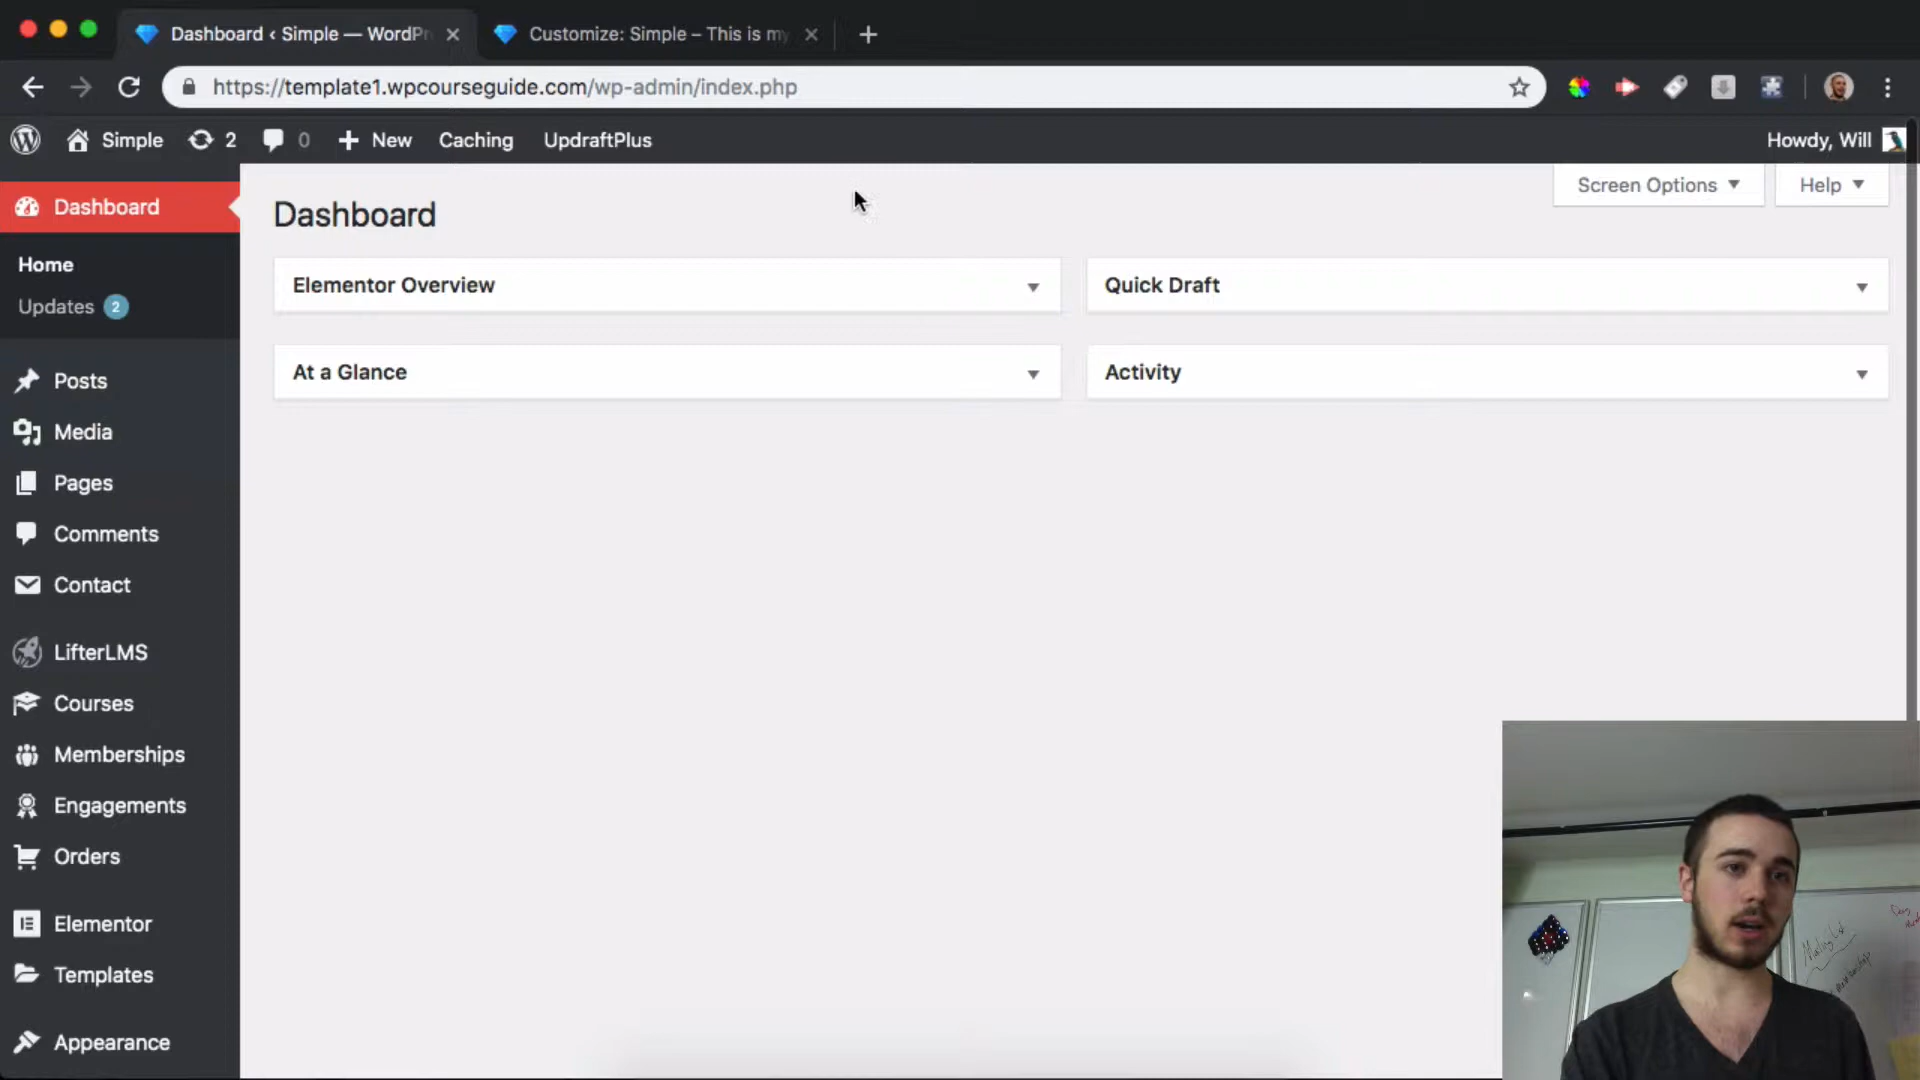 Dashboard ‹ Simple — WordPr
Customize: Simple – This is my
https://template1.wpcourseguide.com/wp-admin/index.php
Simple
2
0
New
Caching
UpdraftPlus
Howdy, Will
Dashboard
Home
Updates 2
Posts
Media
Pages
Comments
Contact
LifterLMS
Courses
Memberships
Engagements
Orders
Elementor
Templates
Appearance
Screen Options
Help
Dashboard
Elementor Overview
Quick Draft
At a Glance
Activity
Mailing List